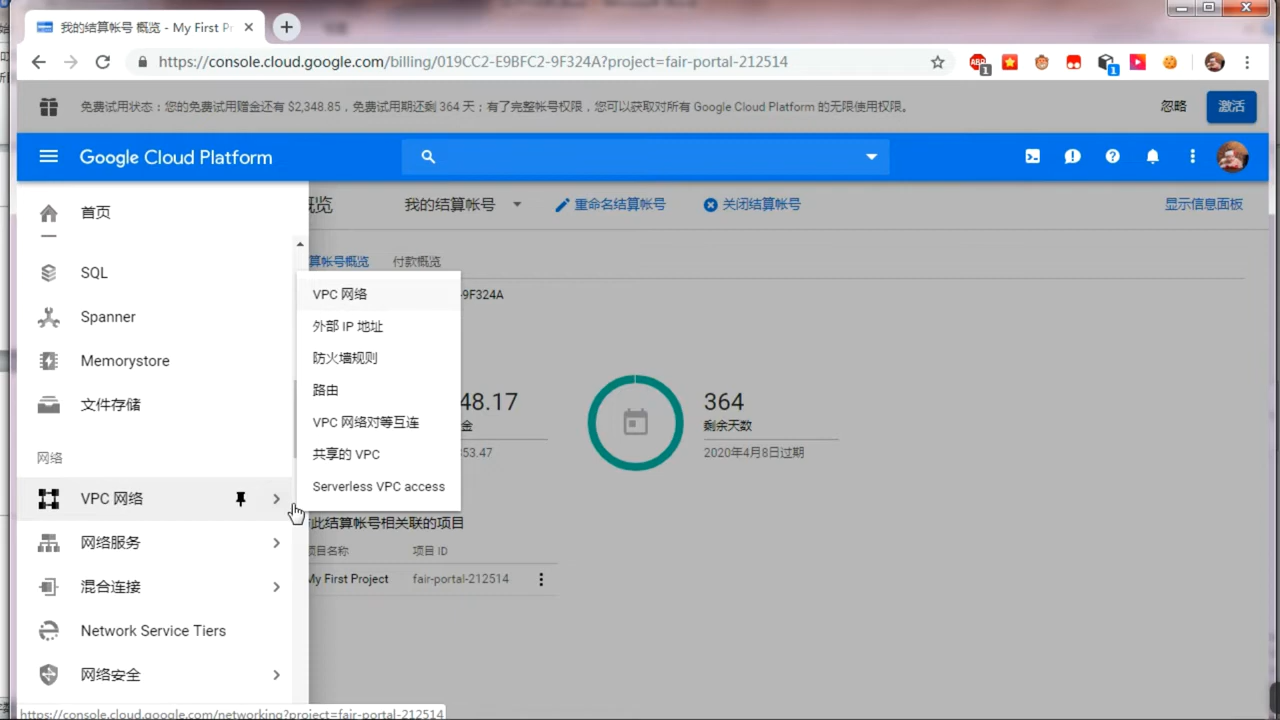 我的结算帐号 概览 - My First Pr
https://console.cloud.google.com/billing/019CC2-E9BFC2-9F324A?project=fair-portal-212514
ABP 1
1
免费试用状态：您的免费试用赠金还有 $2,348.85，免费试用期还剩 364 天；有了完整帐号权限，您可以获取对所有 Google Cloud Platform 的无限使用权限。
忽略
激活
Google Cloud Platform
首页
概览
我的结算帐号
重命名结算帐号
关闭结算帐号
显示信息面板
SQL
算帐号概览
付款概览
VPC 网络
-9F324A
Spanner
外部 IP 地址
防火墙规则
Memorystore
路由
48.17
364
文件存储
金
剩余天数
VPC 网络对等互连
网络
共享的 VPC
53.47
2020年4月8日过期
Serverless VPC access
VPC 网络
此结算帐号相关联的项目
网络服务
项目名称
项目 ID
混合连接
My First Project
fair-portal-212514
Network Service Tiers
网络安全
https://console.cloud.google.com/networking?project=fair-portal-212514